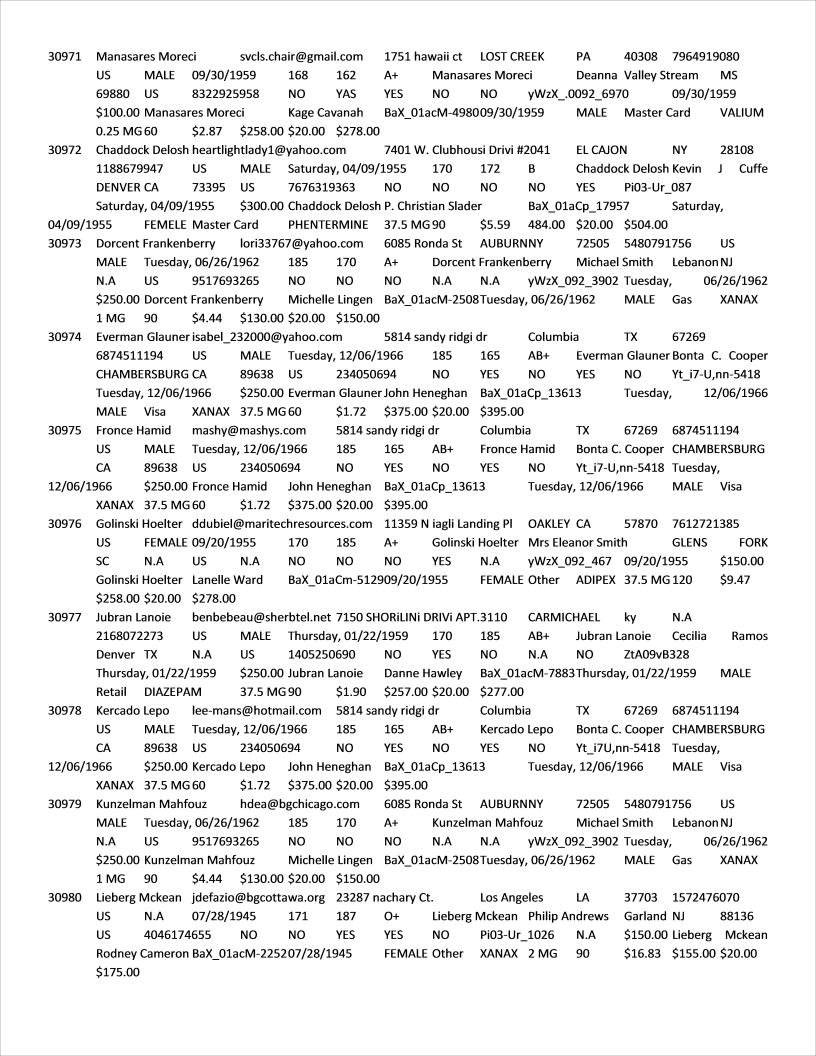 30971 Manasares Moreci svcls.chair@gmail.com 1751 hawaii ct LOST CREEK PA 40308 7964919080
US MALE 09/30/1959 168 162 A+ Manasares Moreci Deanna Valley Stream MS
69880 US 8322925958 NO YAS YES NO NO yWzX_.0092_6970 09/30/1959
$100.00 Manasares Moreci Kage Cavanah BaX_01acM-498009/30/1959 MALE Master Card VALIUM
0.25 MG 60 $2.87 $258.00 $20.00 $278.00
30972 Chaddock Delosh heartlightlady1@yahoo.com 7401 W. Clubhousi Drivi #2041 EL CAJON NY 28108
1188679947 US MALE Saturday, 04/09/1955 170 172 B Chaddock Delosh Kevin J Cuffe
DENVER CA 73395 US 7676319363 NO NO NO NO YES Pi03-Ur_087
Saturday, 04/09/1955 $300.00 Chaddock Delosh P. Christian Slader BaX_01aCp_17957 Saturday,
04/09/1955 FEMELE Master Card PHENTERMINE 37.5 MG 90 $5.59 484.00 $20.00 $504.00
30973 Dorcent Frankenberry lori33767@yahoo.com 6085 Ronda St AUBURNNY 72505 5480791756 US
MALE Tuesday, 06/26/1962 185 170 A+ Dorcent Frankenberry Michael Smith Lebanon NJ
N.A US 9517693265 NO NO NO N.A N.A yWzX_092_3902 Tuesday, 06/26/1962
$250.00 Dorcent Frankenberry Michelle Lingen BaX_01acM-2508Tuesday, 06/26/1962 MALE Gas XANAX
1 MG 90 $4.44 $130.00 $20.00 $150.00
30974 Everman Glauner isabel_232000@yahoo.com 5814 sandy ridgi dr Columbia TX 67269
6874511194 US MALE Tuesday, 12/06/1966 185 165 AB+ Everman Glauner Bonta C. Cooper
CHAMBERSBURG CA 89638 US 234050694 NO YES NO YES NO Yt_i7-U,nn-5418
Tuesday, 12/06/1966 $250.00 Everman Glauner John Heneghan BaX_01aCp_13613 Tuesday, 12/06/1966
MALE Visa XANAX 37.5 MG 60 $1.72 $375.00 $20.00 $395.00
30975 Fronce Hamid mashy@mashys.com 5814 sandy ridgi dr Columbia TX 67269 6874511194
US MALE Tuesday, 12/06/1966 185 165 AB+ Fronce Hamid Bonta C. Cooper CHAMBERSBURG
CA 89638 US 234050694 NO YES NO YES NO Yt_i7-U,nn-5418 Tuesday,
12/06/1966 $250.00 Fronce Hamid John Heneghan BaX_01aCp_13613 Tuesday, 12/06/1966 MALE Visa
XANAX 37.5 MG 60 $1.72 $375.00 $20.00 $395.00
30976 Golinski Hoelter ddubiel@maritechresources.com 11359 N iagli Landing Pl OAKLEY CA 57870 7612721385
US FEMALE 09/20/1955 170 185 A+ Golinski Hoelter Mrs Eleanor Smith GLENS FORK
SC N.A US N.A NO NO NO YES N.A yWzX_092_467 09/20/1955 $150.00
Golinski Hoelter Lanelle Ward BaX_01aCm-512909/20/1955 FEMALE Other ADIPEX 37.5 MG 120 $9.47
$258.00 $20.00 $278.00
30977 Jubran Lanoie benbebeau@sherbtel.net 7150 SHORiLINi DRIVi APT.3110 CARMICHAEL ky N.A
2168072273 US MALE Thursday, 01/22/1959 170 185 AB+ Jubran Lanoie Cecilia Ramos
Denver TX N.A US 1405250690 NO YES NO N.A NO ZtA09vB328
Thursday, 01/22/1959 $250.00 Jubran Lanoie Danne Hawley BaX_01acM-7883Thursday, 01/22/1959 MALE
Retail DIAZEPAM 37.5 MG 90 $1.90 $257.00 $20.00 $277.00
30978 Kercado Lepo lee-mans@hotmail.com 5814 sandy ridgi dr Columbia TX 67269 6874511194
US MALE Tuesday, 12/06/1966 185 165 AB+ Kercado Lepo Bonta C. Cooper CHAMBERSBURG
CA 89638 US 234050694 NO YES NO YES NO Yt_i7U,nn-5418 Tuesday,
12/06/1966 $250.00 Kercado Lepo John Heneghan BaX_01aCp_13613 Tuesday, 12/06/1966 MALE Visa
XANAX 37.5 MG 60 $1.72 $375.00 $20.00 $395.00
30979 Kunzelman Mahfouz hdea@bgchicago.com 6085 Ronda St AUBURNNY 72505 5480791756 US
MALE Tuesday, 06/26/1962 185 170 A+ Kunzelman Mahfouz Michael Smith Lebanon NJ
N.A US 9517693265 NO NO NO N.A N.A yWzX_092_3902 Tuesday, 06/26/1962
$250.00 Kunzelman Mahfouz Michelle Lingen BaX_01acM-2508Tuesday, 06/26/1962 MALE Gas XANAX
1 MG 90 $4.44 $130.00 $20.00 $150.00
30980 Lieberg Mckean jdefazio@bgcottawa.org 23287 nachary Ct. Los Angeles LA 37703 1572476070
US N.A 07/28/1945 171 187 O+ Lieberg Mckean Philip Andrews Garland NJ 88136
US 4046174655 NO NO YES YES NO Pi03-Ur_1026 N.A $150.00 Lieberg Mckean
Rodney Cameron BaX_01acM-225207/28/1945 FEMALE Other XANAX 2 MG 90 $16.83 $155.00 $20.00
$175.00